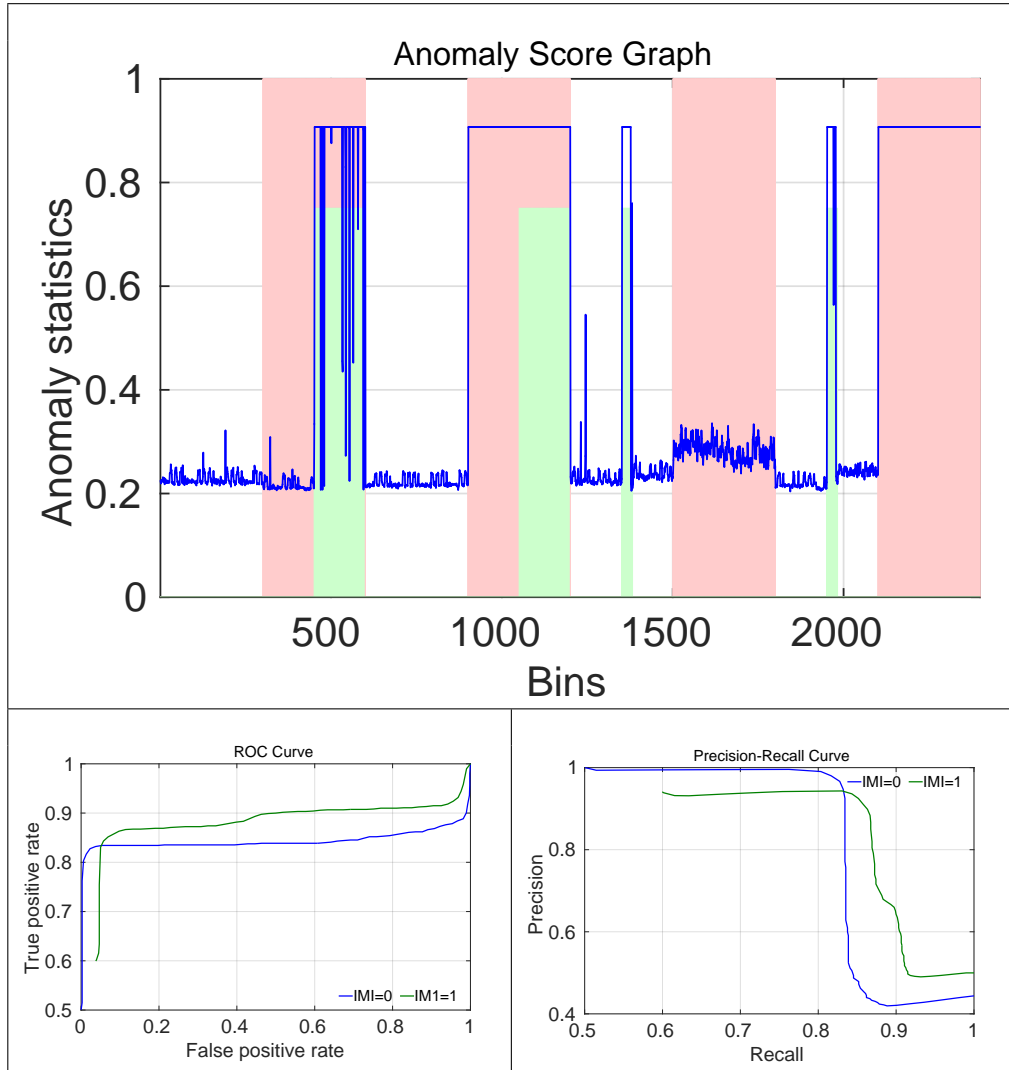 Anomaly Score Graph
1
0.8
0.6
0.4
0.2
0
Anomaly statistics
500
1000
1500
2000
Bins
ROC Curve
1
0.9
0.8
0.7
0.6
0.5
True positive rate
IMI=0 IM1=1
0 0.2 0.4 0.6 0.8 1
False positive rate
Precision-Recall Curve
IMI=0 IMI=1
1
0.8
0.6
0.4
Precision
0.5 0.6 0.7 0.8 0.9 1
Recall